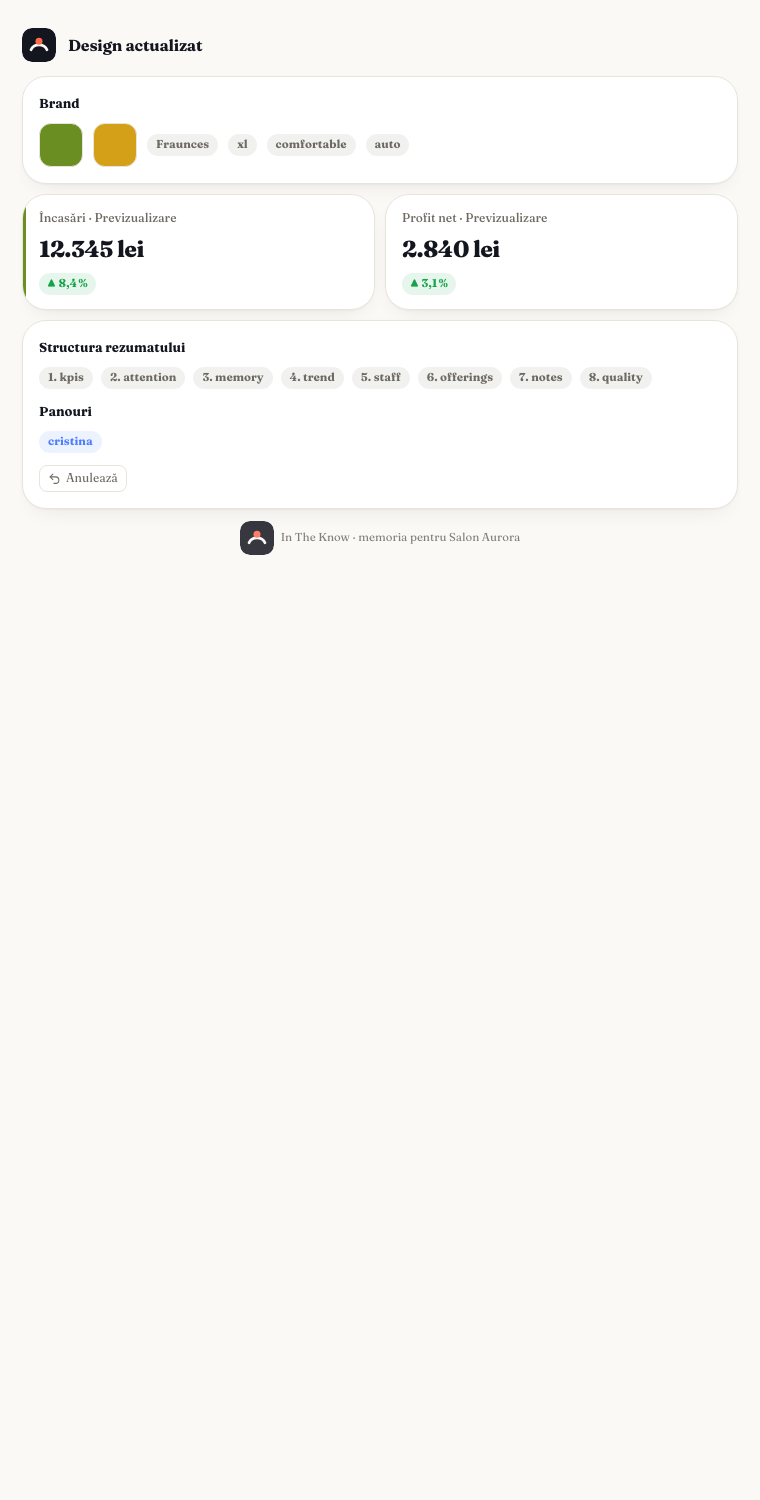 Design actualizat
Brand
Fraunces xl comfortable auto
Încasări · Previzualizare
12.345 lei
▲ 8,4%
Profit net · Previzualizare
2.840 lei
▲ 3,1%
Structura rezumatului
1. kpis 2. attention 3. memory 4. trend 5. staff 6. offerings 7. notes 8. quality
Panouri
cristina
Anulează
In The Know · memoria pentru Salon Aurora